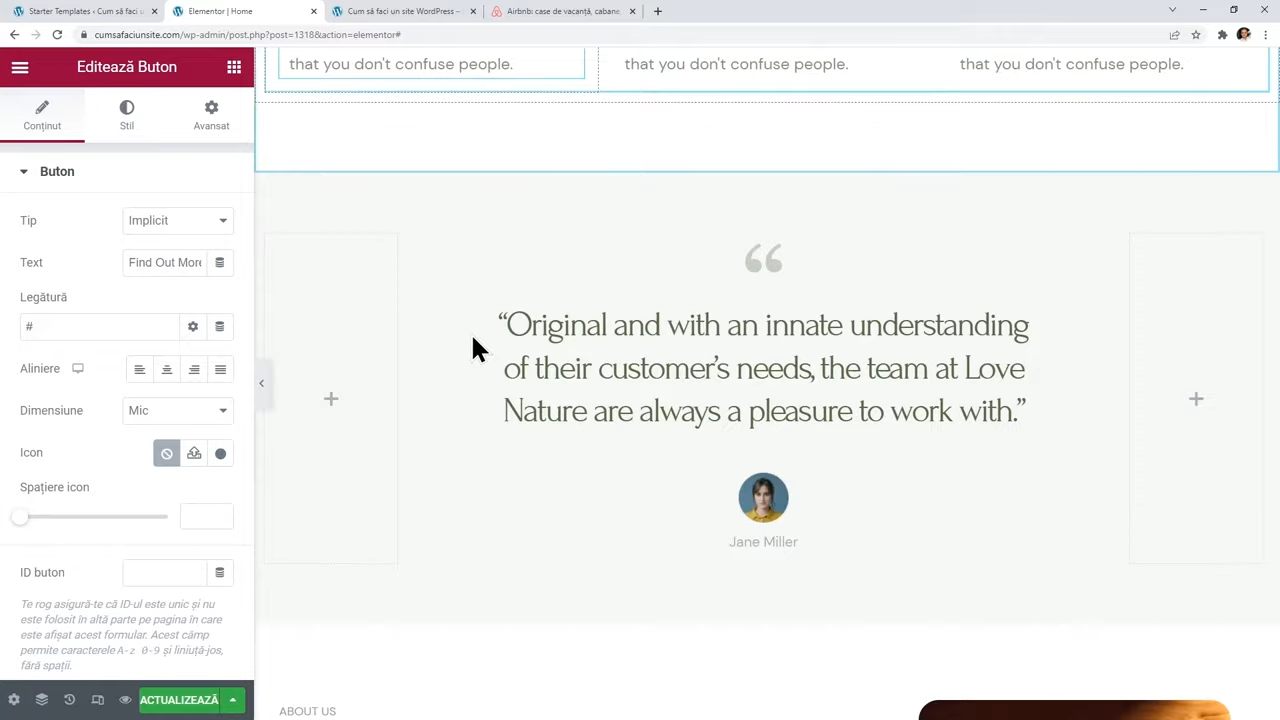 Starter Templates ‹ Cum să faci u
Elementor | Home
Cum să faci un site WordPress –
Airbnb: case de vacanță, cabane,
cumsafaciunsite.com/wp-admin/post.php?post=1318&action=elementor#
Editează Buton
Conținut
Stil
Avansat
Buton
Tip
Implicit
Text
Find Out More
Legătură
#
Aliniere
Dimensiune
Mic
Icon
Spațiere icon
ID buton
Te rog asigură-te că ID-ul este unic și nu
este folosit în altă parte pe pagina în care
este afișat acest formular. Acest câmp
permite caracterele A-z 0-9 și liniuță-jos,
fără spații.
ACTUALIZEAZĂ
that you don't confuse people.
that you don't confuse people.
that you don't confuse people.
“Original and with an innate understanding
of their customer’s needs, the team at Love
Nature are always a pleasure to work with.”
Jane Miller
ABOUT US